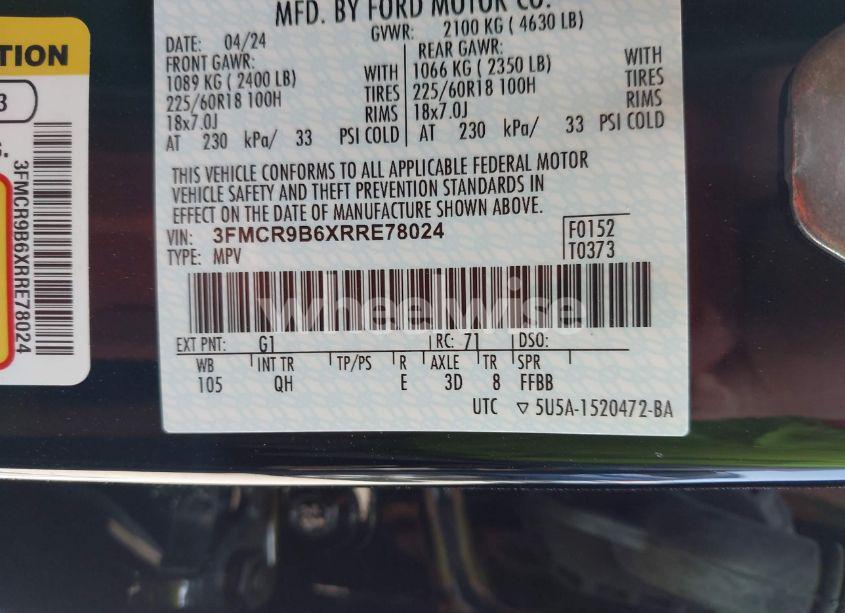 MFD. BY FORD MOTOR CO.
DATE: 04/24 GVWR: 2100 KG ( 4630 LB)
FRONT GAWR: REAR GAWR:
1089 KG ( 2400 LB) WITH 1066 KG ( 2350 LB) WITH
225/60R18 100H TIRES 225/60R18 100H TIRES
18x7.0J RIMS 18x7.0J RIMS
AT 230 kPa/ 33 PSI COLD AT 230 kPa/ 33 PSI COLD
THIS VEHICLE CONFORMS TO ALL APPLICABLE FEDERAL MOTOR
VEHICLE SAFETY AND THEFT PREVENTION STANDARDS IN
EFFECT ON THE DATE OF MANUFACTURE SHOWN ABOVE.
VIN: 3FMCR9B6XRRE78024 F0152
TYPE: MPV T0373
wheelwise
EXT PNT: G1 RC: 71 DSO:
WB INT TR TP/PS R AXLE TR SPR
105 QH E 3D 8 FFBB
UTC ▽ 5U5A-1520472-BA
TION
3
G.
3FMCR9B6XRRE78024